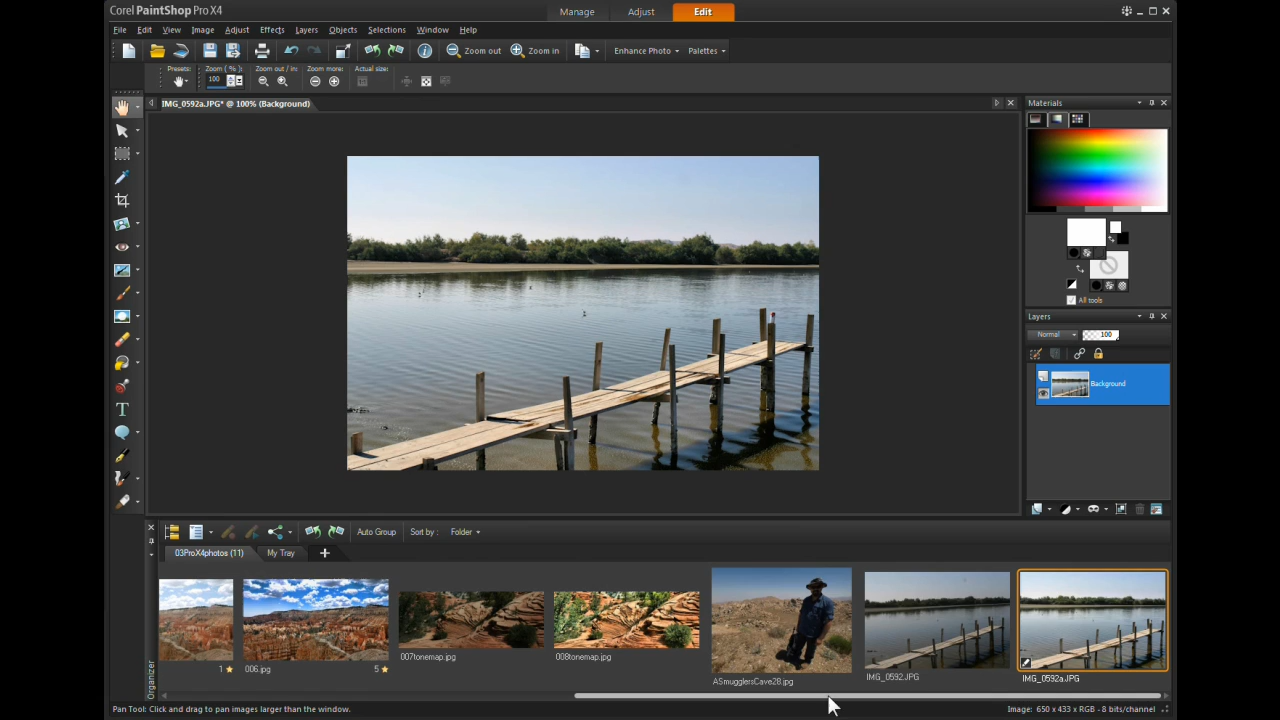 Corel PaintShop Pro X4
Manage Adjust Edit
File Edit View Image Adjust Effects Layers Objects Selections Window Help
Zoom out Zoom in Enhance Photo Palettes
Presets: Zoom ( % ): Zoom out / in: Zoom more: Actual size:
100
IMG_0592a.JPG* @ 100% (Background)
Materials
All tools
Layers
Normal 100
Background
Auto Group Sort by : Folder
03ProX4photos (11) My Tray
1 006.jpg 5 007tonemap.jpg 008tonemap.jpg ASmugglersCave28.jpg IMG_0592.JPG IMG_0592a.JPG
Organizer
Pan Tool: Click and drag to pan images larger than the window. Image: 650 x 433 x RGB - 8 bits/channel